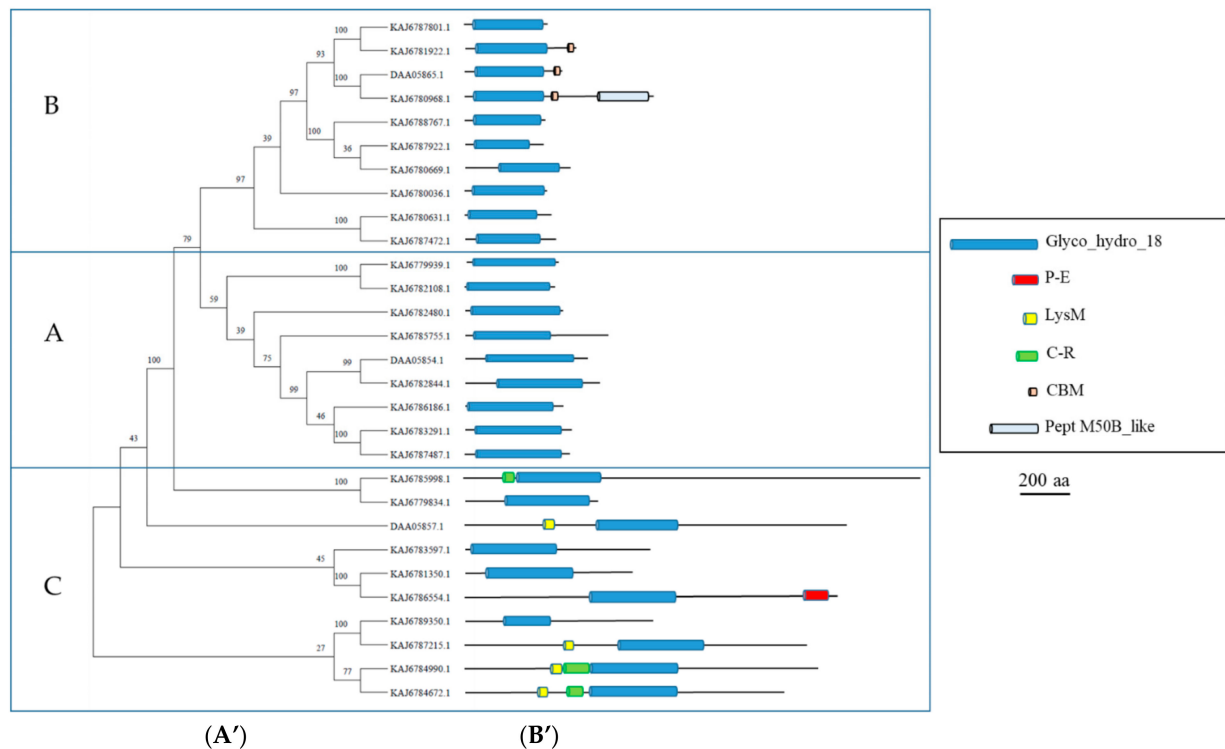 B
A
C
100
93
100
97
100
39
36
97
100
79
100
59
39
99
75
99
100
46
100
100
43
45
100
100
27
77
KAJ6787801.1
KAJ6781922.1
DAA05865.1
KAJ6780968.1
KAJ6788767.1
KAJ6787922.1
KAJ6780669.1
KAJ6780036.1
KAJ6780631.1
KAJ6787472.1
KAJ6779939.1
KAJ6782108.1
KAJ6782480.1
KAJ6785755.1
DAA05854.1
KAJ6782844.1
KAJ6786186.1
KAJ6783291.1
KAJ6787487.1
KAJ6785998.1
KAJ6779834.1
DAA05857.1
KAJ6783597.1
KAJ6781350.1
KAJ6786554.1
KAJ6789350.1
KAJ6787215.1
KAJ6784990.1
KAJ6784672.1
Glyco_hydro_18
P-E
LysM
C-R
CBM
Pept M50B_like
200 aa
(A′)
(B′)